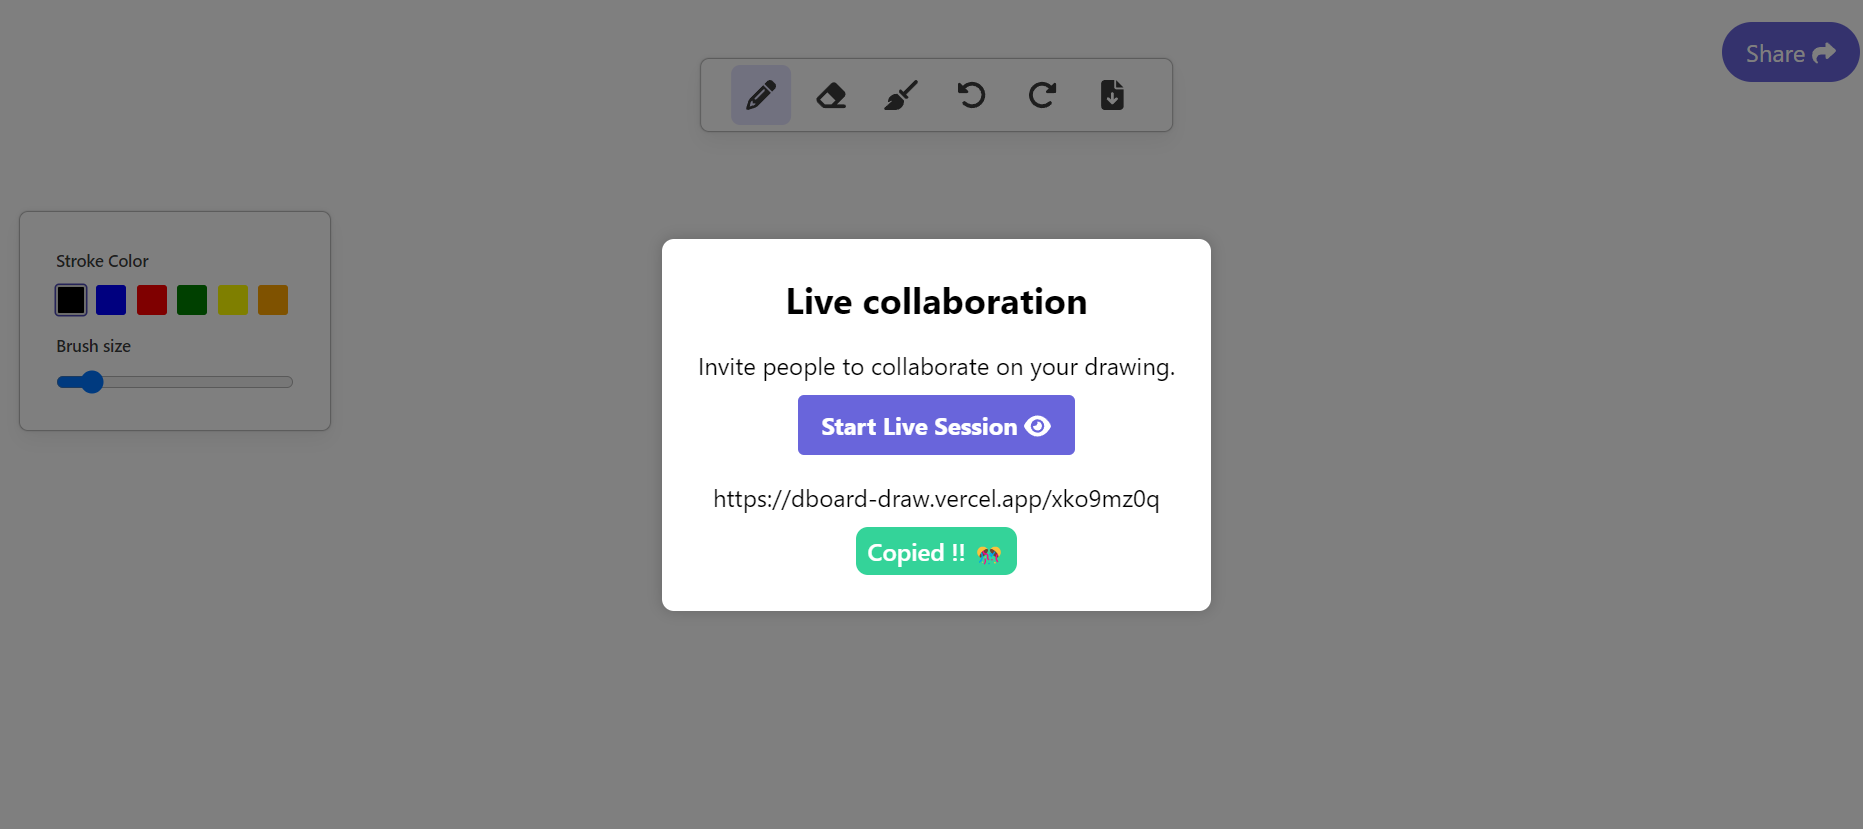 Share
Stroke Color
Brush size
Live collaboration
Invite people to collaborate on your drawing.
Start Live Session
https://dboard-draw.vercel.app/xko9mz0q
Copied !! 🎊